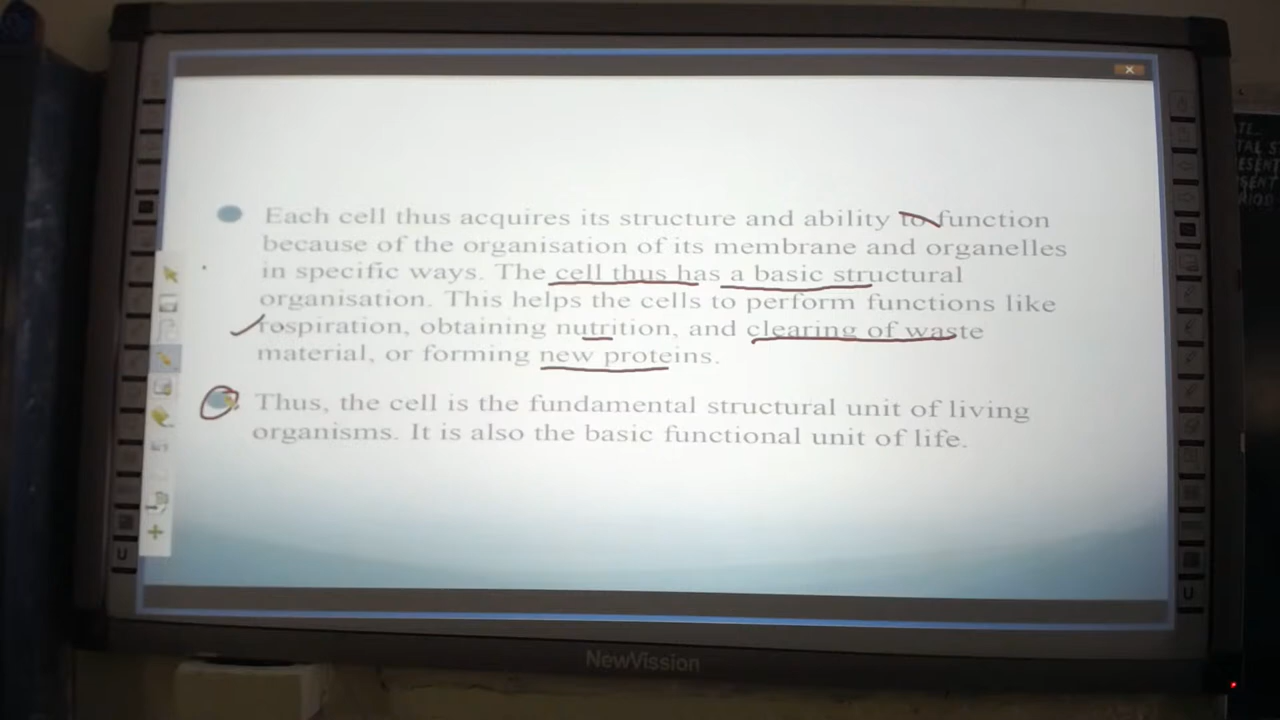 Each cell thus acquires its structure and ability to function
because of the organisation of its membrane and organelles
in specific ways. The cell thus has a basic structural
organisation. This helps the cells to perform functions like
respiration, obtaining nutrition, and clearing of waste
material, or forming new proteins.
Thus, the cell is the fundamental structural unit of living
organisms. It is also the basic functional unit of life.
NewVission